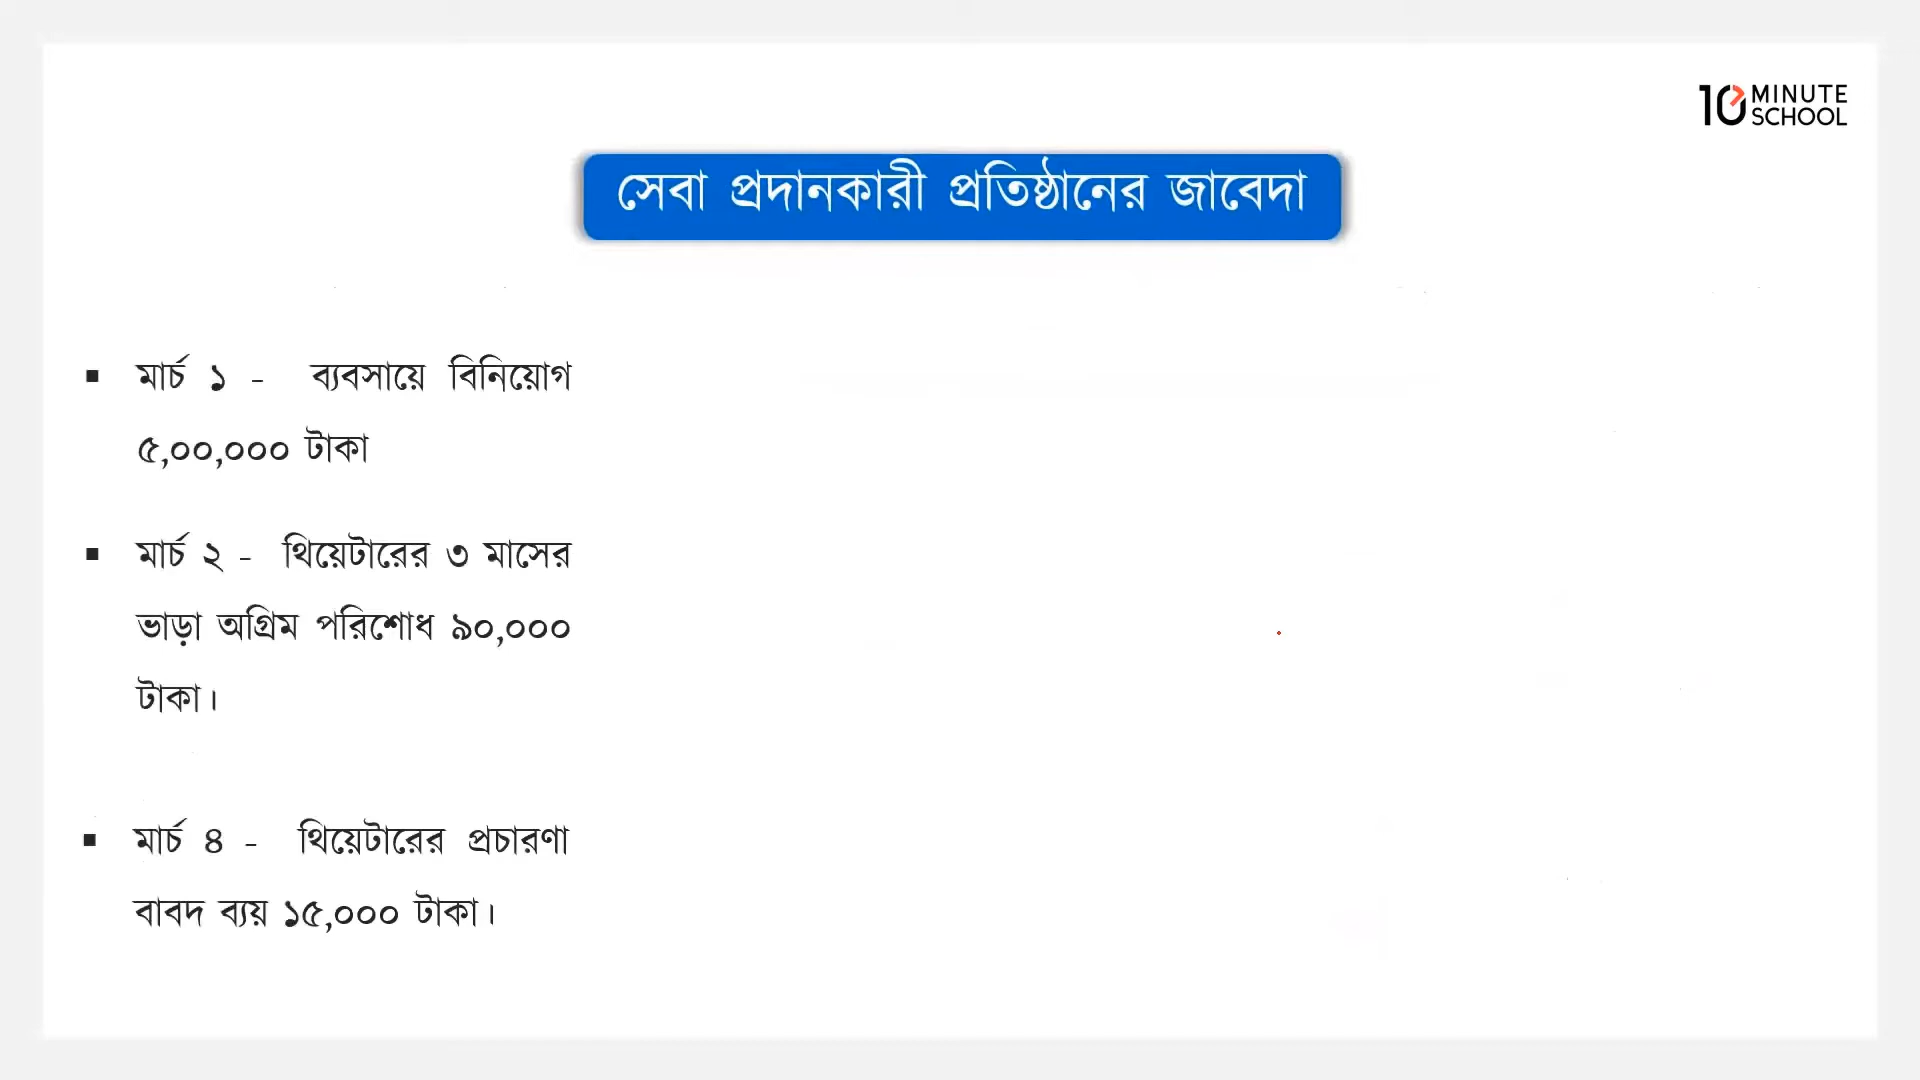 10 MINUTE
SCHOOL
সেবা প্রদানকারী প্রতিষ্ঠানের জাবেদা
▪ মার্চ ১ - ব্যবসায়ে বিনিয়োগ
৫,০০,০০০ টাকা
▪ মার্চ ২ - থিয়েটারের ৩ মাসের
ভাড়া অগ্রিম পরিশোধ ৯০,০০০
টাকা।
▪ মার্চ ৪ - থিয়েটারের প্রচারণা
বাবদ ব্যয় ১৫,০০০ টাকা।